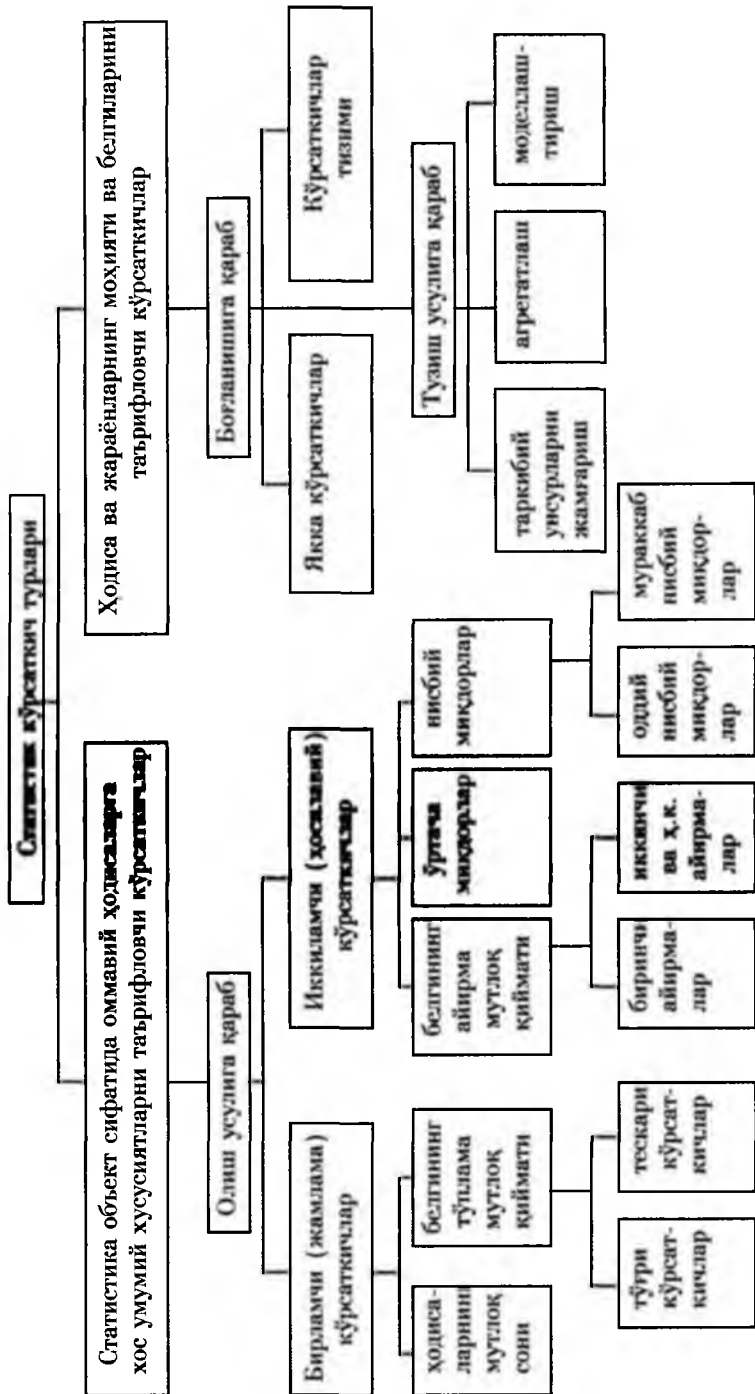 Статистик кўрсаткич турлари
Статистика объект сифатида оммавий ҳодисаларга
хос умумий хусусиятларни таърифловчи кўрсаткичлар
Ҳодиса ва жараёнларнинг моҳияти ва белгиларини
таърифловчи кўрсаткичлар
Олиш усулига қараб
Боғланишига қараб
Бирламчи (жамлама)
кўрсаткичлар
Иккиламчи (ҳосилавий)
кўрсаткичлар
Якка кўрсаткичлар
Кўрсаткичлар
тизими
Тузиш усулига қараб
ҳодиса-
ларнинг
мутлоқ
сони
белгининг
тўплама
мутлоқ
қиймати
белгининг
айирма
мутлоқ
қиймати
ўртача
миқдорлар
нисбий
миқдорлар
таркибий
унсурларни
жамғариш
агрегатлаш
моделлаш-
тириш
тўғри
кўрсат-
кичлар
тескари
кўрсат-
кичлар
биринчи
айирма-
лар
иккинчи
ва ҳ.к.
айирма-
лар
оддий
нисбий
миқдор-
лар
мураккаб
нисбий
миқдор-
лар